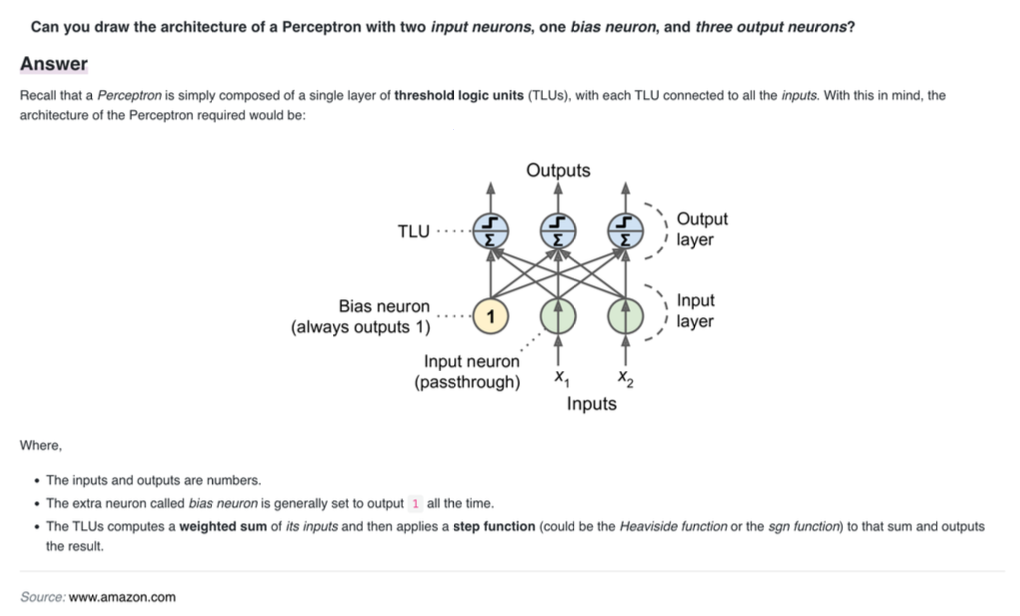 Can you draw the architecture of a Perceptron with two input neurons, one bias neuron, and three output neurons?
Answer
Recall that a Perceptron is simply composed of a single layer of threshold logic units (TLUs), with each TLU connected to all the inputs. With this in mind, the
architecture of the Perceptron required would be:
Outputs
TLU
Σ Σ Σ
Output
layer
Bias neuron
(always outputs 1)
1
Input
layer
Input neuron
(passthrough)
X1 X2
Inputs
Where,
• The inputs and outputs are numbers.
• The extra neuron called bias neuron is generally set to output 1 all the time.
• The TLUs computes a weighted sum of its inputs and then applies a step function (could be the Heaviside function or the sgn function) to that sum and outputs
the result.
Source: www.amazon.com